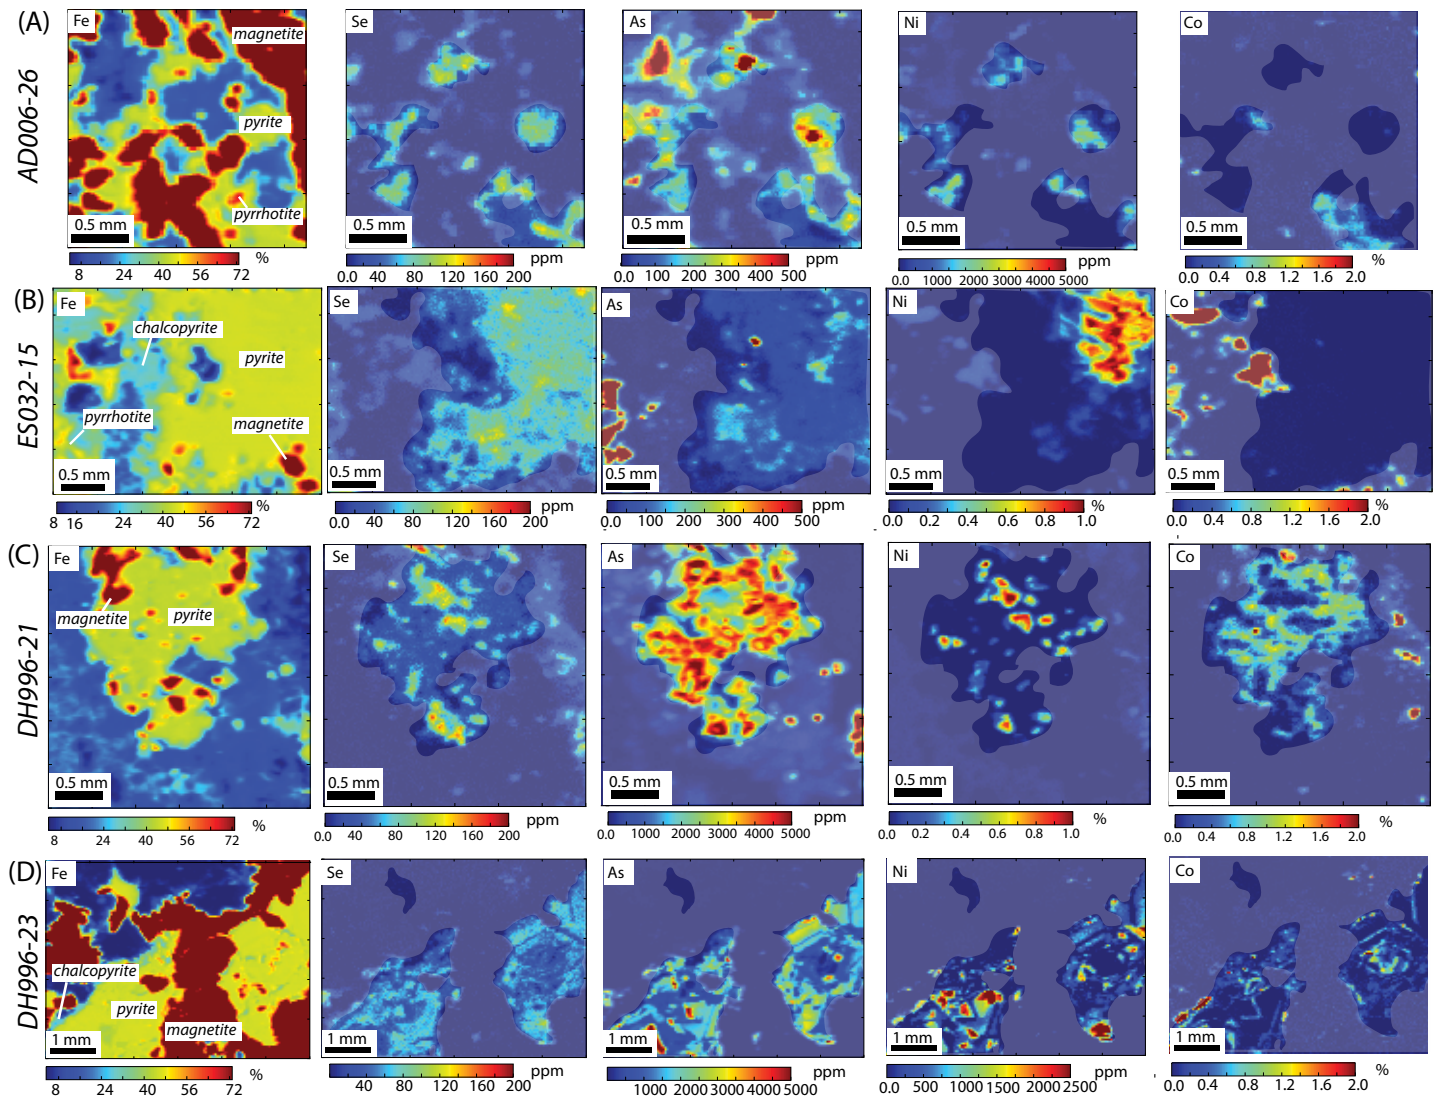 (A)
AD006-26
Fe
magnetite
pyrite
pyrrhotite
0.5 mm
8 24 40 56 72 %
Se
0.5 mm
0.0 40 80 120 160 200 ppm
As
0.5 mm
0.0 100 200 300 400 500 ppm
Ni
0.5 mm
0.0 1000 2000 3000 4000 5000 ppm
Co
0.5 mm
0.0 0.4 0.8 1.2 1.6 2.0 %
(B)
ES032-15
Fe
chalcopyrite
pyrite
pyrrhotite
magnetite
0.5 mm
8 16 24 40 56 72 %
Se
0.5 mm
0.0 40 80 120 160 200 ppm
As
0.5 mm
0.0 100 200 300 400 500 ppm
Ni
0.5 mm
0.0 0.2 0.4 0.6 0.8 1.0 %
Co
0.5 mm
0.0 0.4 0.8 1.2 1.6 2.0 %
(C)
DH996-21
Fe
magnetite
pyrite
0.5 mm
8 24 40 56 72 %
Se
0.5 mm
0.0 40 80 120 160 200 ppm
As
0.5 mm
0.0 1000 2000 3000 4000 5000 ppm
Ni
0.5 mm
0.0 0.2 0.4 0.6 0.8 1.0 %
Co
0.5 mm
0.0 0.4 0.8 1.2 1.6 2.0 %
(D)
DH996-23
Fe
chalcopyrite
pyrite
magnetite
1 mm
8 24 40 56 72 %
Se
1 mm
40 80 120 160 200 ppm
As
1 mm
1000 2000 3000 4000 5000 ppm
Ni
1 mm
0.0 500 1000 1500 2000 2500 ppm
Co
1 mm
0.0 0.4 0.8 1.2 1.6 2.0 %